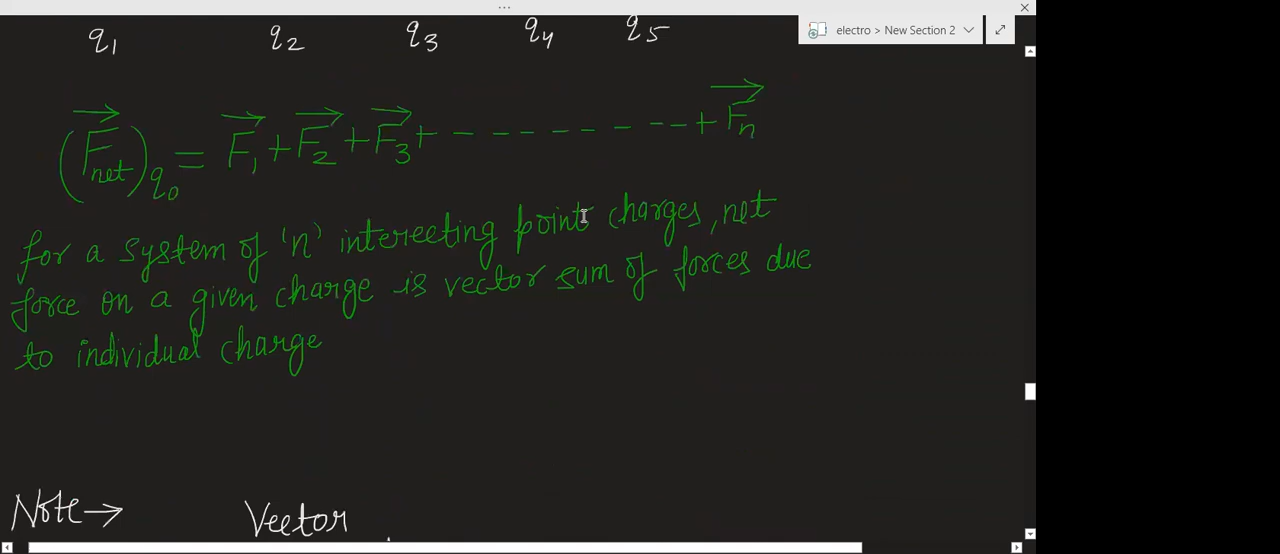 electro > New Section 2
q1 q2 q3 q4 q5
(F⃗net)q0 = F⃗1 + F⃗2 + F⃗3 + - - - - - - - - - + F⃗n
for a system of 'n' intereeting point charges, net
force on a given charge is vector sum of forces due
to individual charge
Note → Vector